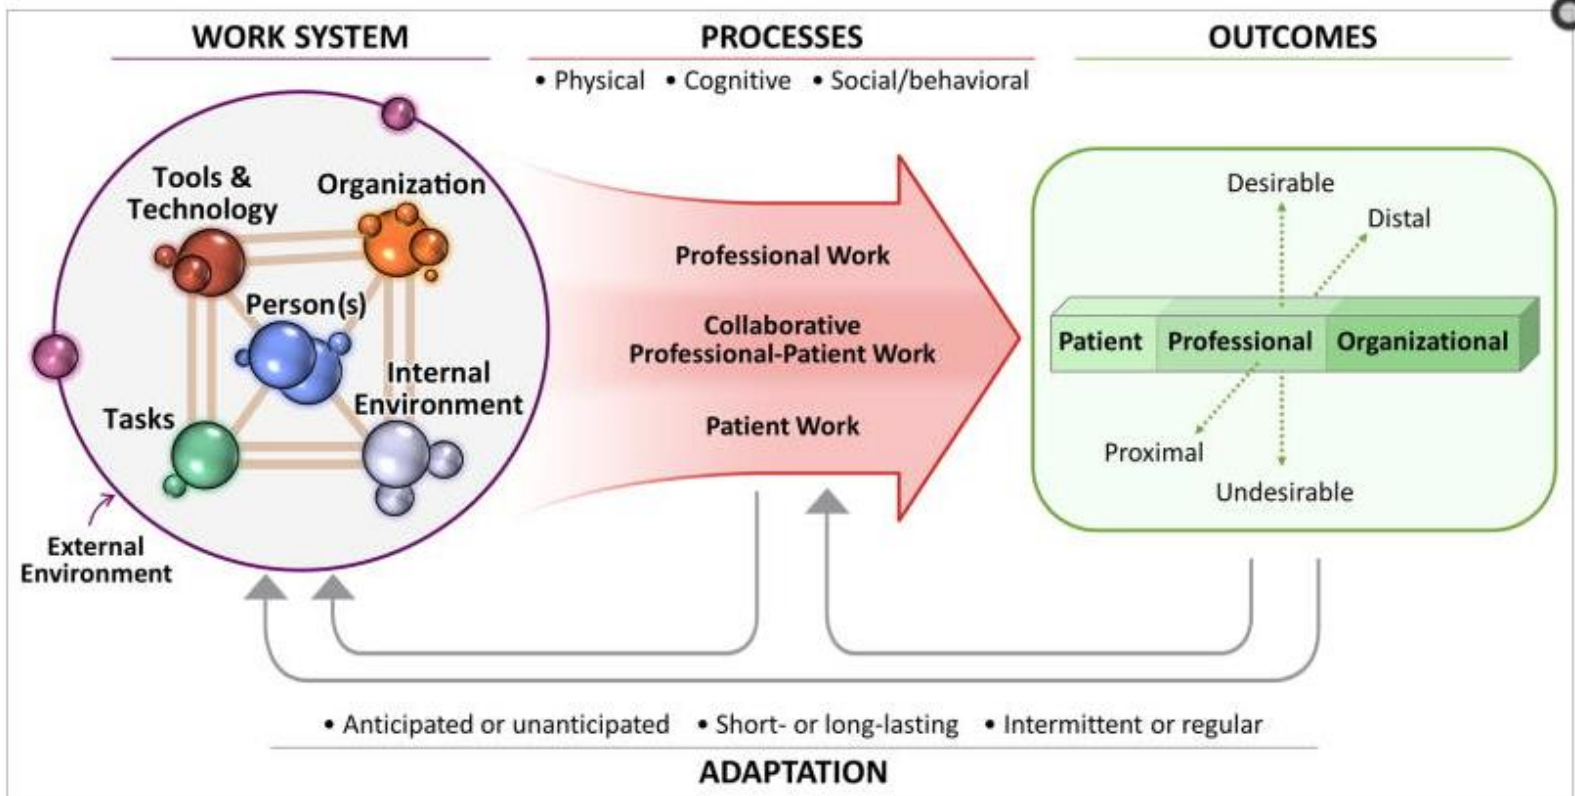 WORK SYSTEM
PROCESSES
OUTCOMES
• Physical • Cognitive • Social/behavioral
Tools &
Technology
Organization
Person(s)
Internal
Environment
Tasks
External
Environment
Professional Work
Collaborative
Professional-Patient Work
Patient Work
Desirable
Distal
Patient
Professional
Organizational
Proximal
Undesirable
• Anticipated or unanticipated • Short- or long-lasting • Intermittent or regular
ADAPTATION